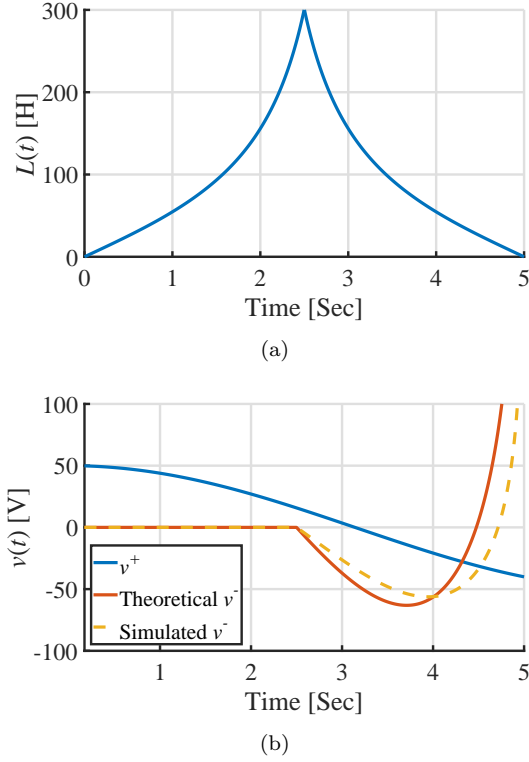 300
200
100
0
L(t) [H]
0 1 2 3 4 5
Time [Sec]
(a)
100
50
0
-50
-100
v(t) [V]
v⁺
Theoretical v⁻
Simulated v⁻
1 2 3 4 5
Time [Sec]
(b)